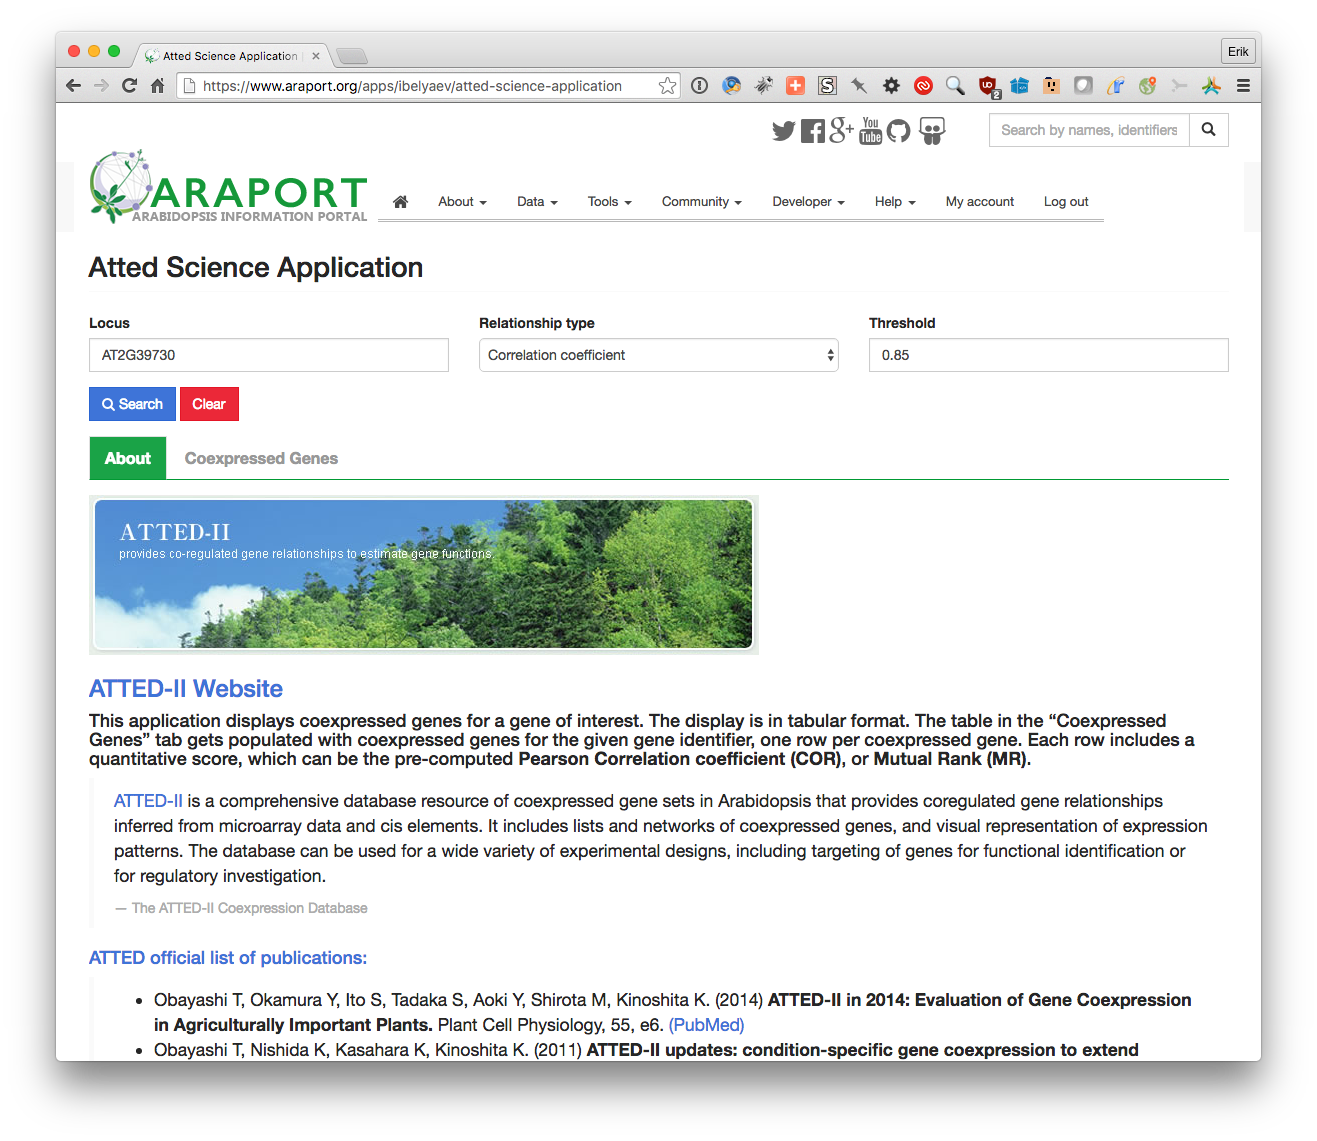 Atted Science Application
Erik
https://www.araport.org/apps/ibelyaev/atted-science-application
2
You
Tube
Search by names, identifiers
ARAPORT
ARABIDOPSIS INFORMATION PORTAL
About
Data
Tools
Community
Developer
Help
My account
Log out
Atted Science Application
Locus
Relationship type
Threshold
AT2G39730
Correlation coefficient
0.85
Search
Clear
About
Coexpressed Genes
ATTED-II
provides co-regulated gene relationships to estimate gene functions.
ATTED-II Website
This application displays coexpressed genes for a gene of interest. The display is in tabular format. The table in the “Coexpressed
Genes” tab gets populated with coexpressed genes for the given gene identifier, one row per coexpressed gene. Each row includes a
quantitative score, which can be the pre-computed Pearson Correlation coefficient (COR), or Mutual Rank (MR).
ATTED-II is a comprehensive database resource of coexpressed gene sets in Arabidopsis that provides coregulated gene relationships
inferred from microarray data and cis elements. It includes lists and networks of coexpressed genes, and visual representation of expression
patterns. The database can be used for a wide variety of experimental designs, including targeting of genes for functional identification or
for regulatory investigation.
— The ATTED-II Coexpression Database
ATTED official list of publications:
• Obayashi T, Okamura Y, Ito S, Tadaka S, Aoki Y, Shirota M, Kinoshita K. (2014) ATTED-II in 2014: Evaluation of Gene Coexpression
in Agriculturally Important Plants. Plant Cell Physiology, 55, e6. (PubMed)
• Obayashi T, Nishida K, Kasahara K, Kinoshita K. (2011) ATTED-II updates: condition-specific gene coexpression to extend